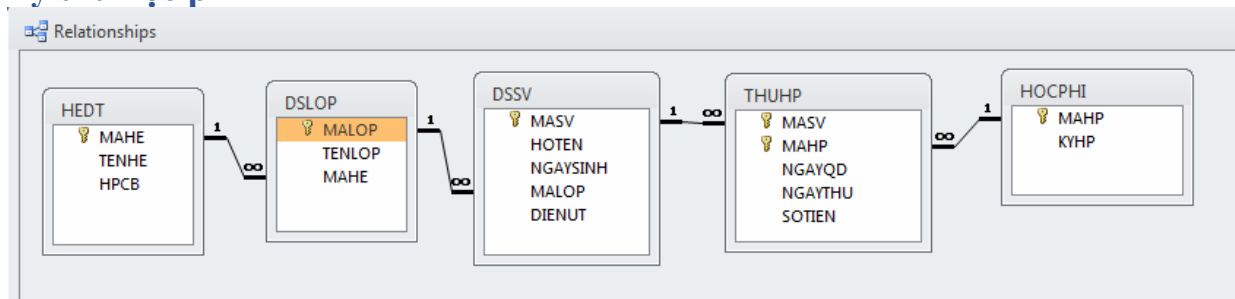 Relationships
HEDT
MAHE
TENHE
HPCB
1
∞
DSLOP
MALOP
TENLOP
MAHE
1
∞
DSSV
MASV
HOTEN
NGAYSINH
MALOP
DIENUT
1
∞
THUHP
MASV
MAHP
NGAYQD
NGAYTHU
SOTIEN
∞
1
HOCPHI
MAHP
KYHP